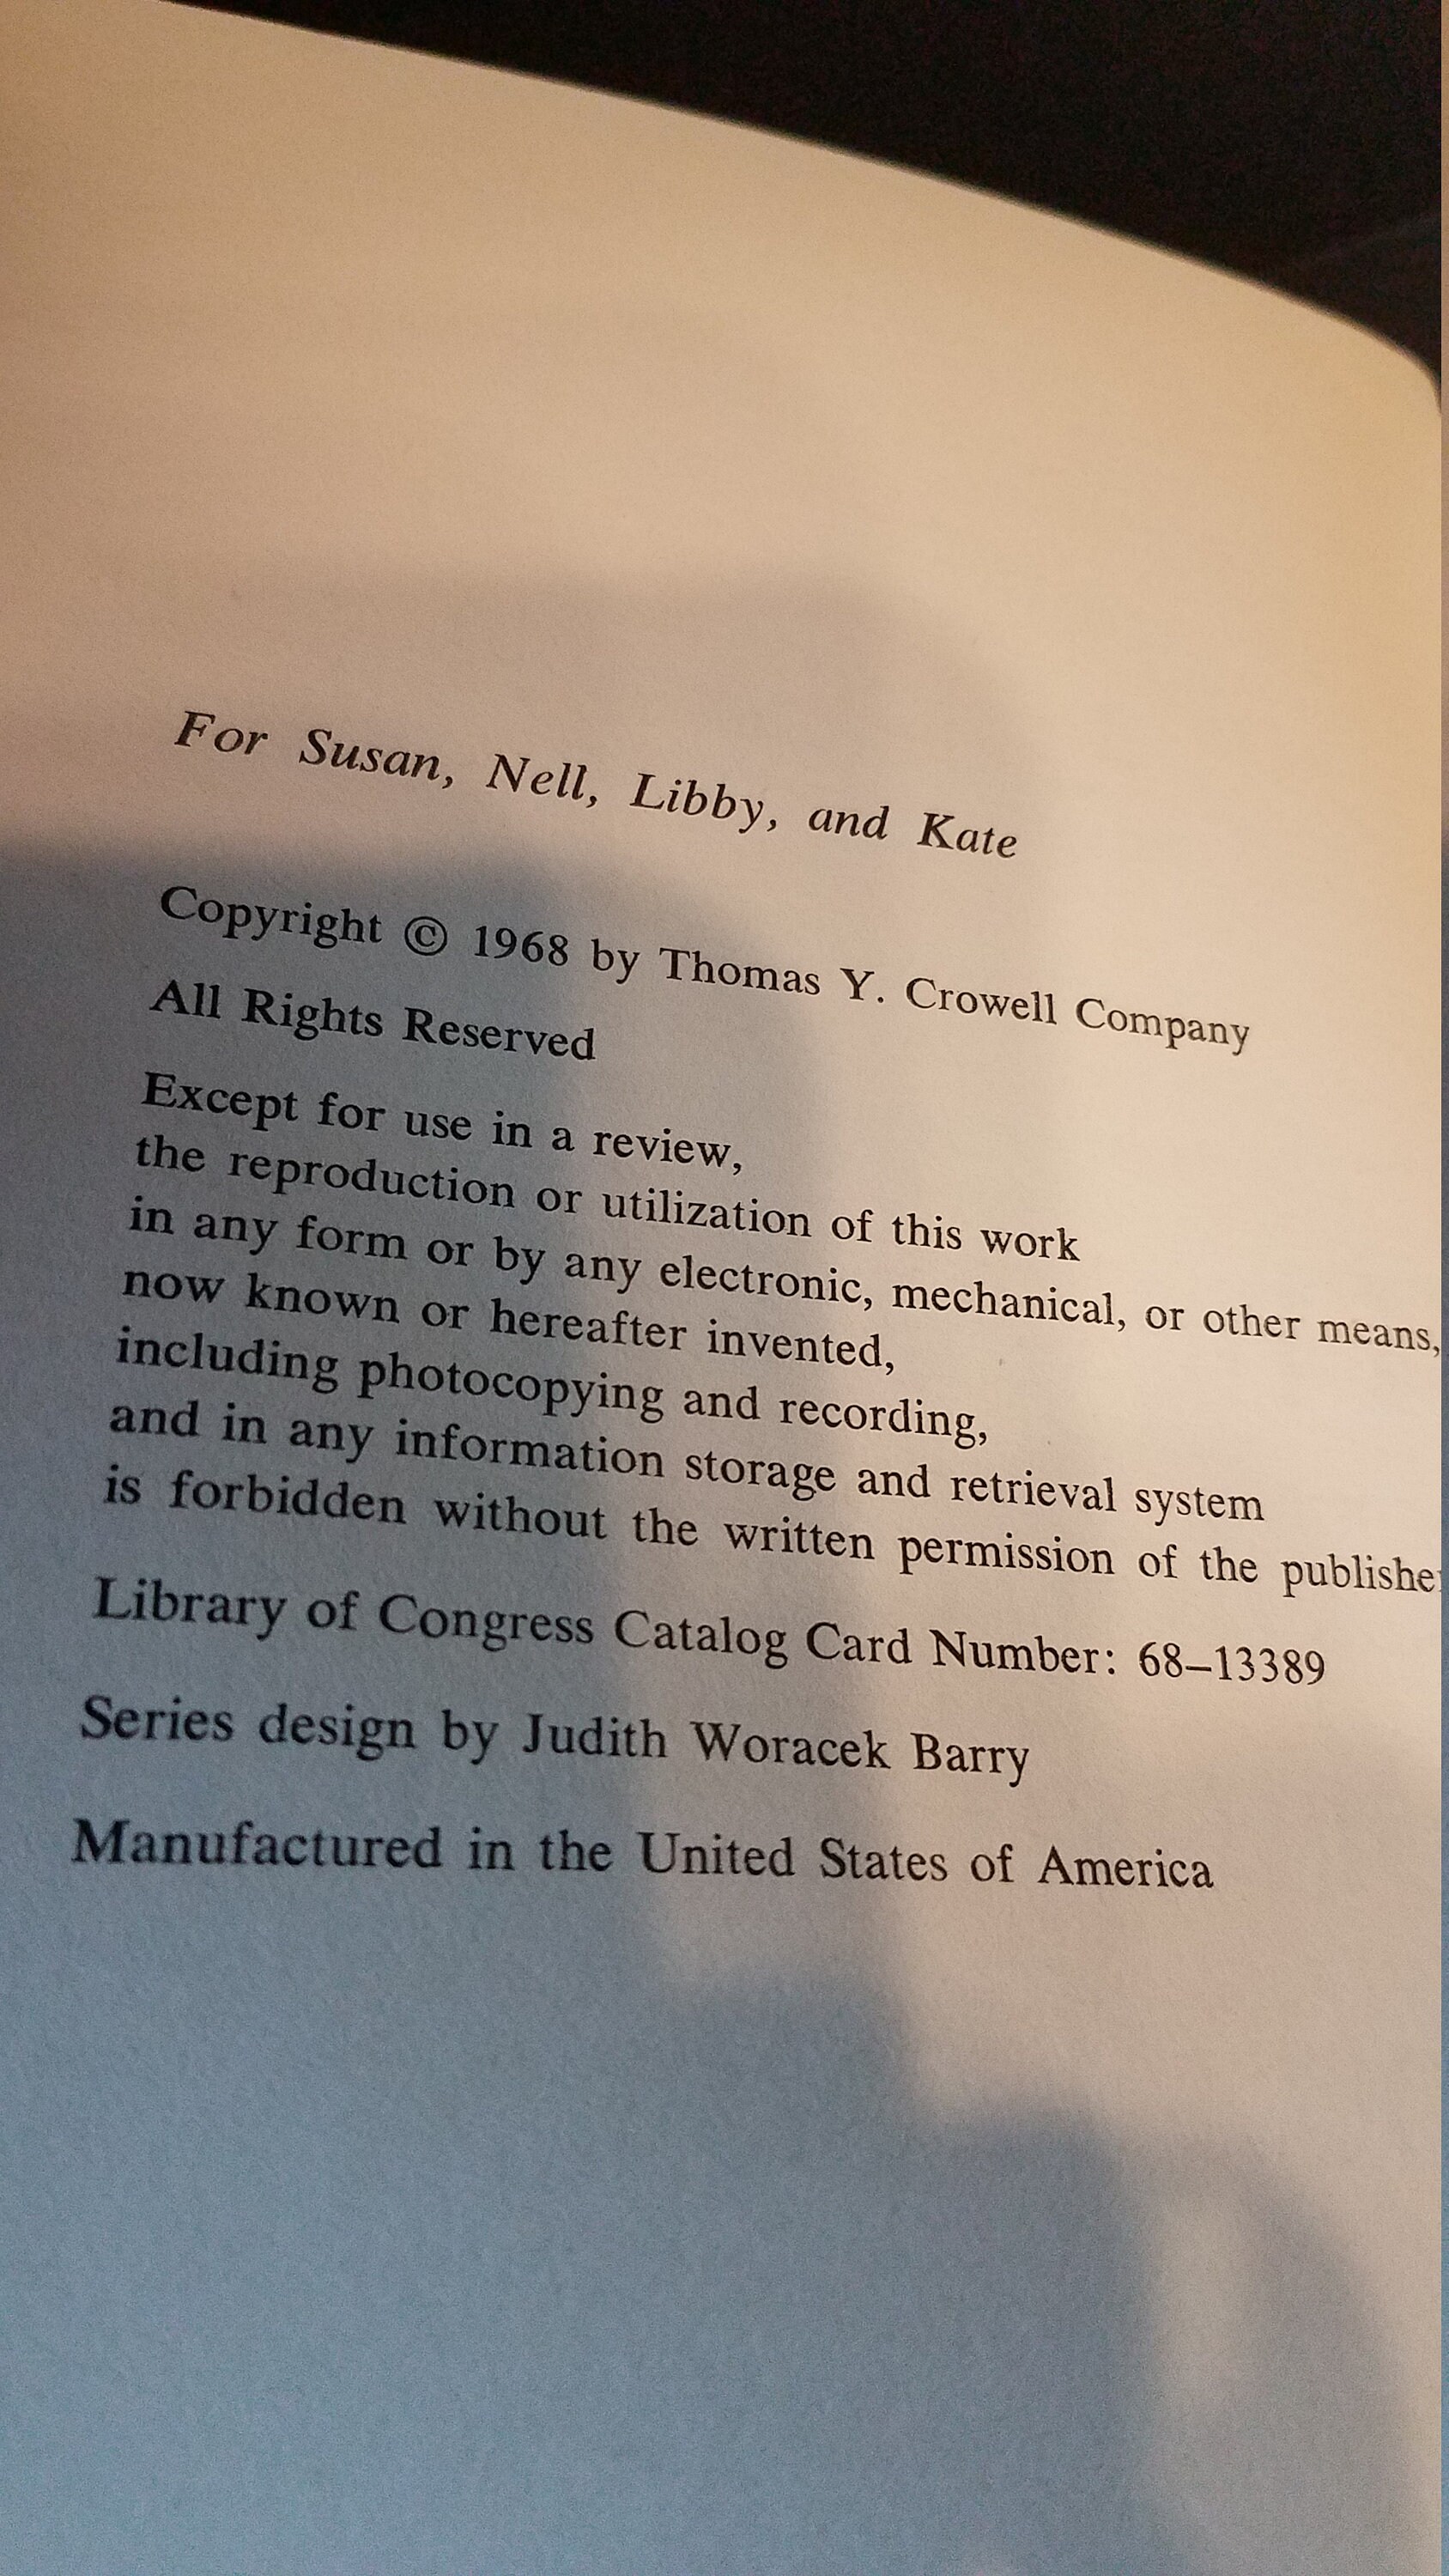 For Susan, Nell, Libby, and Kate
Copyright © 1968 by Thomas Y. Crowell Company
All Rights Reserved
Except for use in a review,
the reproduction or utilization of this work
in any form or by any electronic, mechanical, or other means,
now known or hereafter invented,
including photocopying and recording,
and in any information storage and retrieval system
is forbidden without the written permission of the
Library of Congress Catalog Card Number: 68–13389
Series design by Judith Woracek Barry
Manufactured in the United States of America